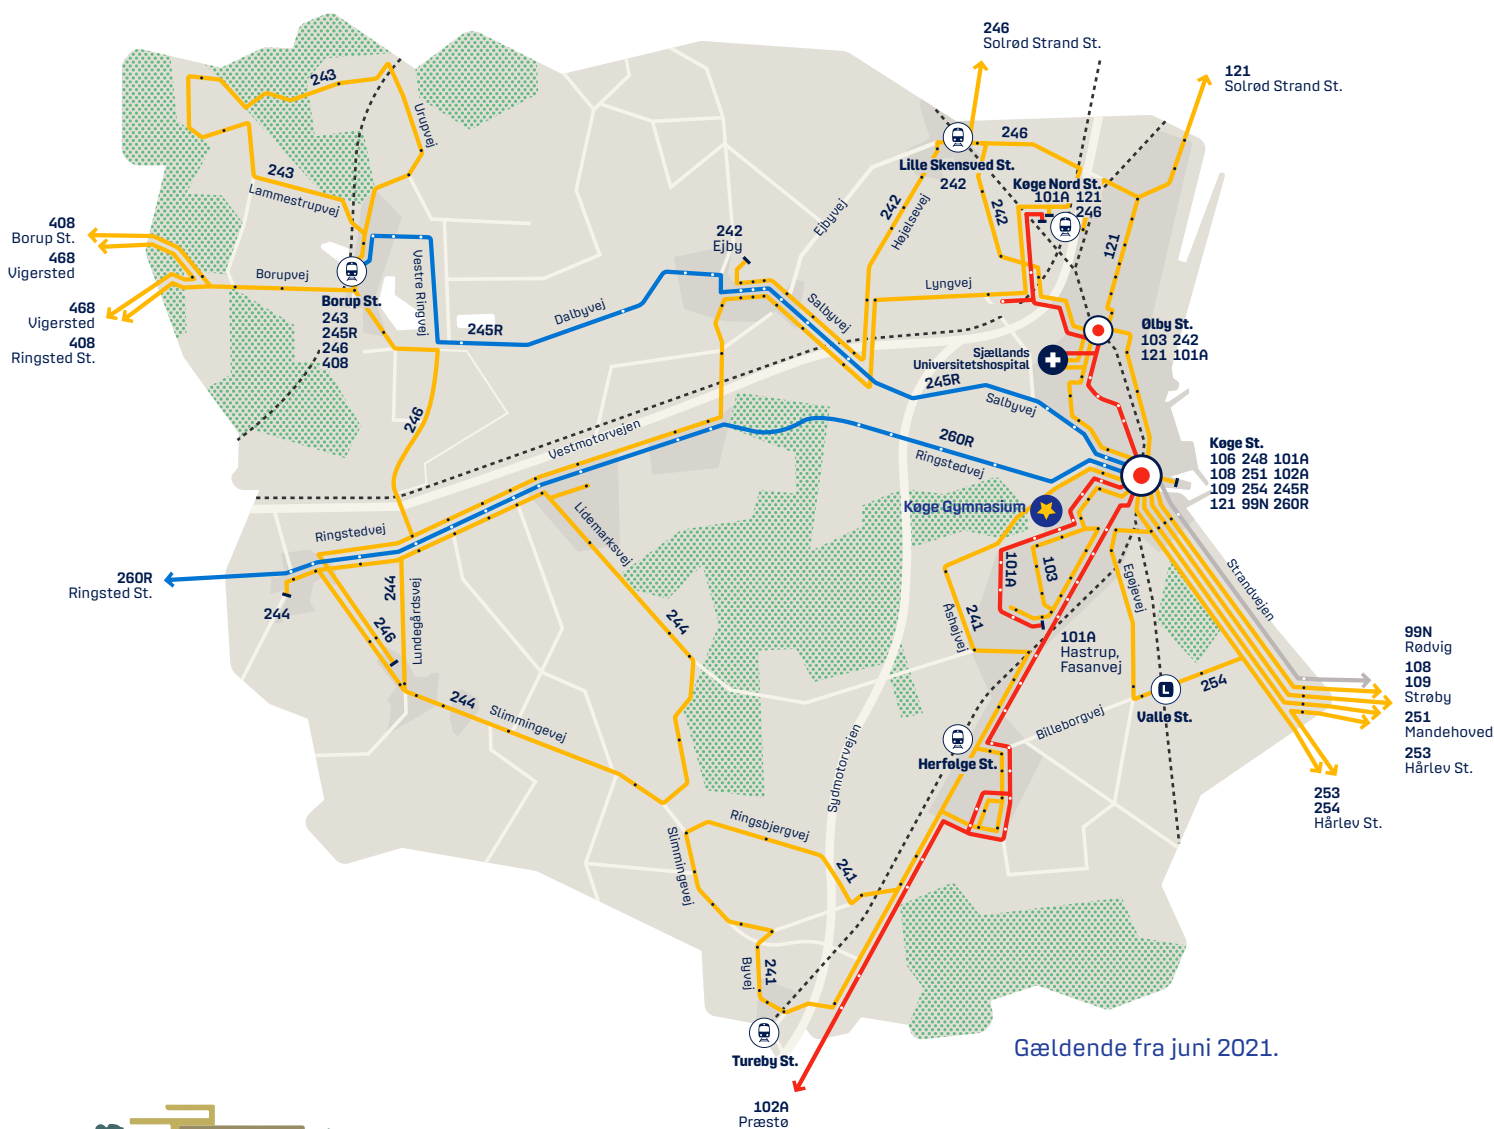 246
Solrød Strand St.
121
Solrød Strand St.
243
Urupvej
243
Lammestrupvej
246
Lille Skensved St.
242
Køge Nord St.
101A 121
246
242
242
Højelsevej
Ejbyvej
121
408
Borup St.
468
Vigersted
468
Vigersted
408
Ringsted St.
Borupvej
Borup St.
243
245R
246
408
Vestre Ringvej
245R
Dalbyvej
242
Ejby
Salbyvej
Lyngvej
Ølby St.
103 242
121 101A
Sjællands
Universitetshospital
245R
Salbyvej
246
Vestmotorvejen
260R
Ringstedvej
Køge St.
106 248 101A
108 251 102A
109 254 245R
121 99N 260R
Køge Gymnasium
Ringstedvej
Lidemarksvej
260R
Ringsted St.
244
244
Lundegårdsvej
246
244
101A
103
Egøjevej
Strandvejen
241
Åshøjvej
101A
Hastrup,
Fasanvej
254
Vallø St.
99N
Rødvig
108
109
Strøby
251
Mandehoved
253
Hårlev St.
253
254
Hårlev St.
244
Slimmingevej
Billeborgvej
Herfølge St.
Sydmotorvejen
Ringsbjergvej
Slimmingevej
241
Byvej
241
Tureby St.
Gældende fra juni 2021.
102A
Præstø